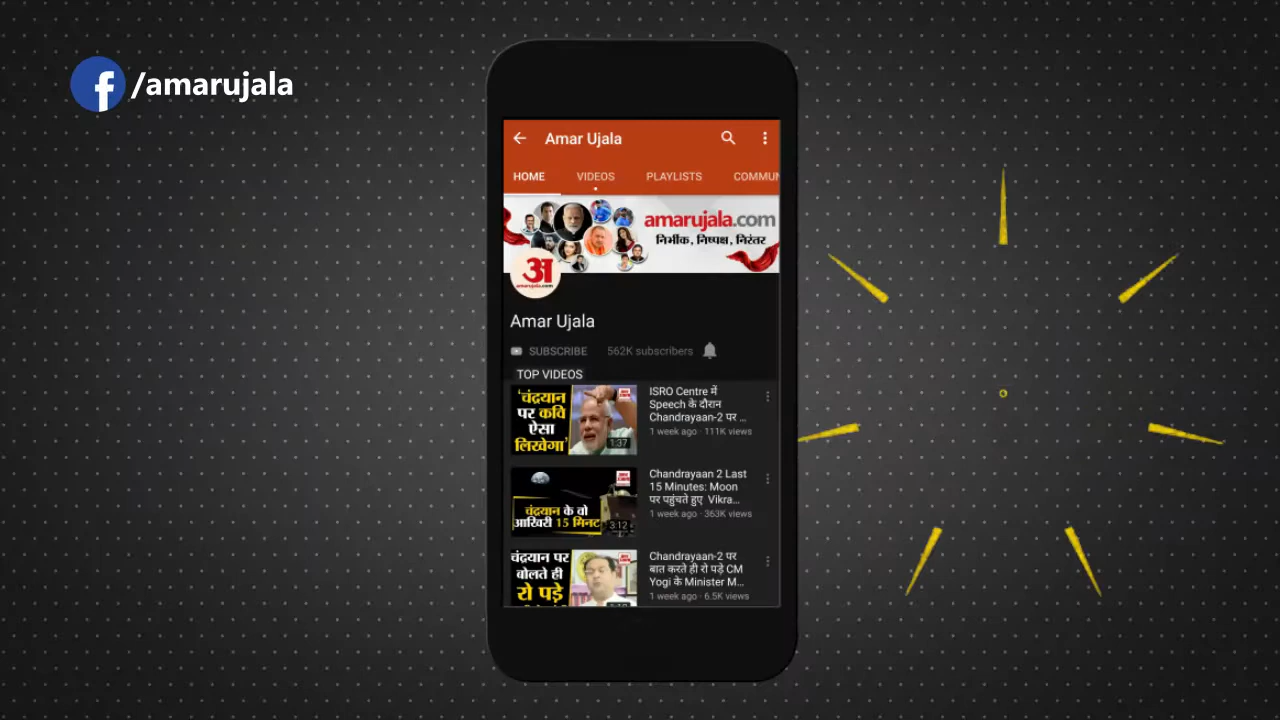 f/amarujala
Amar Ujala
HOME VIDEOS PLAYLISTS COMMUN
amarujala.com
निर्भीक, निष्पक्ष, निरंतर
अ
amarujala.com
Amar Ujala
SUBSCRIBE 562K subscribers
TOP VIDEOS
'चंद्रयान
पर कवि
ऐसा
लिखेगा'
1:37
ISRO Centre में
Speech के दौरान
Chandrayaan-2 पर ...
1 week ago · 111K views
चंद्रयान के वो
आखिरी 15 मिनट
3:12
Chandrayaan 2 Last
15 Minutes: Moon
पर पहुंचते हुए Vikra...
1 week ago · 363K views
चंद्रयान पर
बोलते ही
रो पड़े
Chandrayaan-2 पर
बात करते ही रो पड़े CM
Yogi के Minister M...
1 week ago · 6.5K views